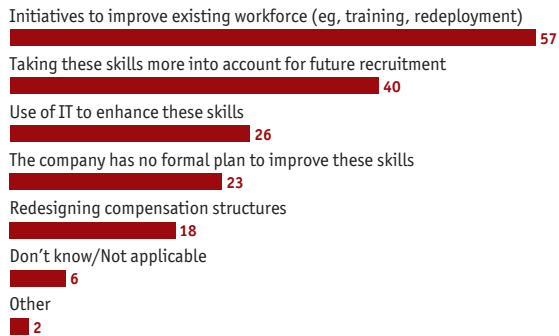 Initiatives to improve existing workforce (eg, training, redeployment)
57
Taking these skills more into account for future recruitment
40
Use of IT to enhance these skills
26
The company has no formal plan to improve these skills
23
Redesigning compensation structures
18
Don’t know/Not applicable
6
Other
2